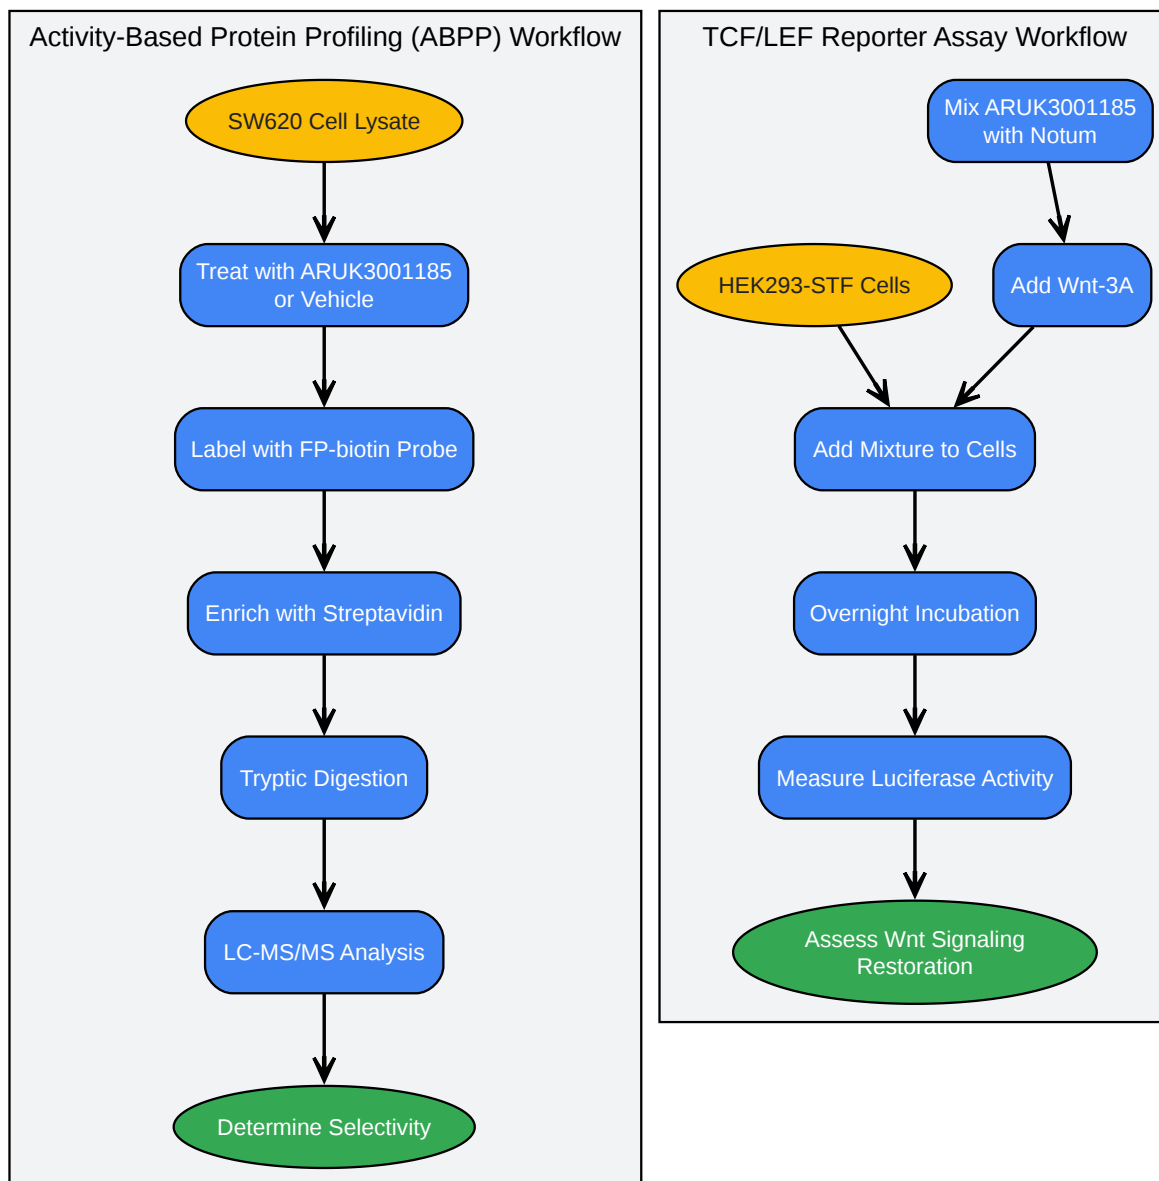 Activity-Based Protein Profiling (ABPP) Workflow
SW620 Cell Lysate
Treat with ARUK3001185
or Vehicle
Label with FP-biotin Probe
Enrich with Streptavidin
Tryptic Digestion
LC-MS/MS Analysis
Determine Selectivity
TCF/LEF Reporter Assay Workflow
Mix ARUK3001185
with Notum
HEK293-STF Cells
Add Wnt-3A
Add Mixture to Cells
Overnight Incubation
Measure Luciferase Activity
Assess Wnt Signaling
Restoration